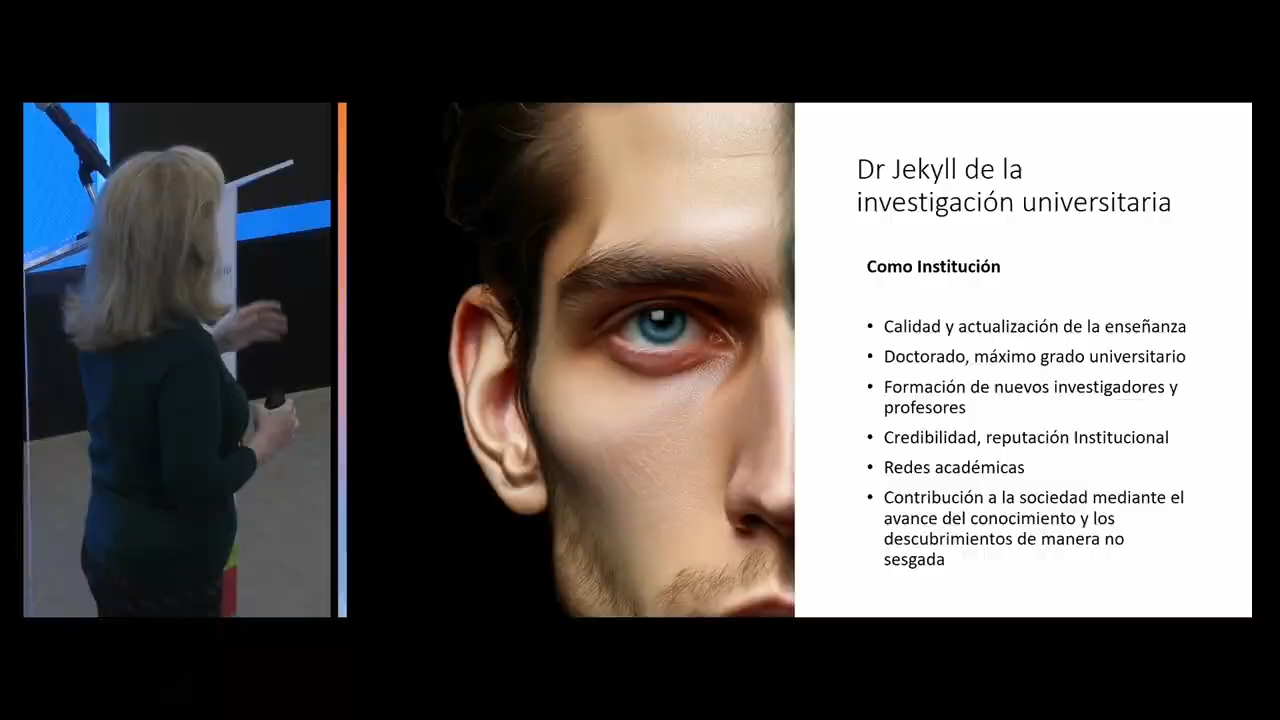 Dr Jekyll de la
investigación universitaria
Como Institución
• Calidad y actualización de la enseñanza
• Doctorado, máximo grado universitario
• Formación de nuevos investigadores y
profesores
• Credibilidad, reputación Institucional
• Redes académicas
• Contribución a la sociedad mediante el
avance del conocimiento y los
descubrimientos de manera no
sesgada